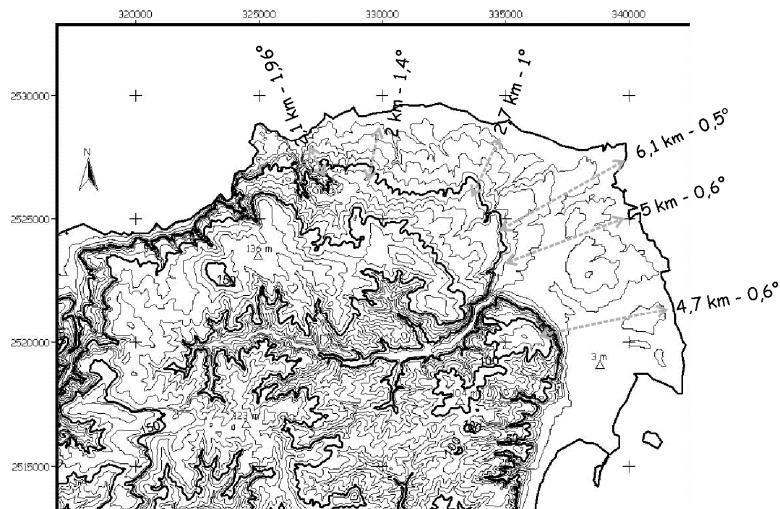 320000 325000 330000 335000 340000
1 km - 1,96°
2 km - 1,4°
2,7 km - 1°
2530000
6,1 km - 0,5°
N
5 km - 0,6°
2525000
136 m
4,7 km - 0,6°
2520000
3 m
2515000